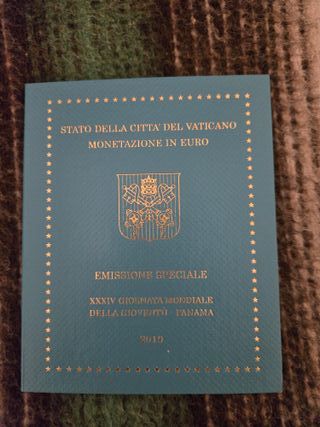 STATO DELLA CITTA' DEL VATICANO
MONETAZIONE IN EURO
EMISSIONE SPECIALE
XXXIV GIORNATA MONDIALE
DELLA GIOVENTÙ - PANAMA
2019